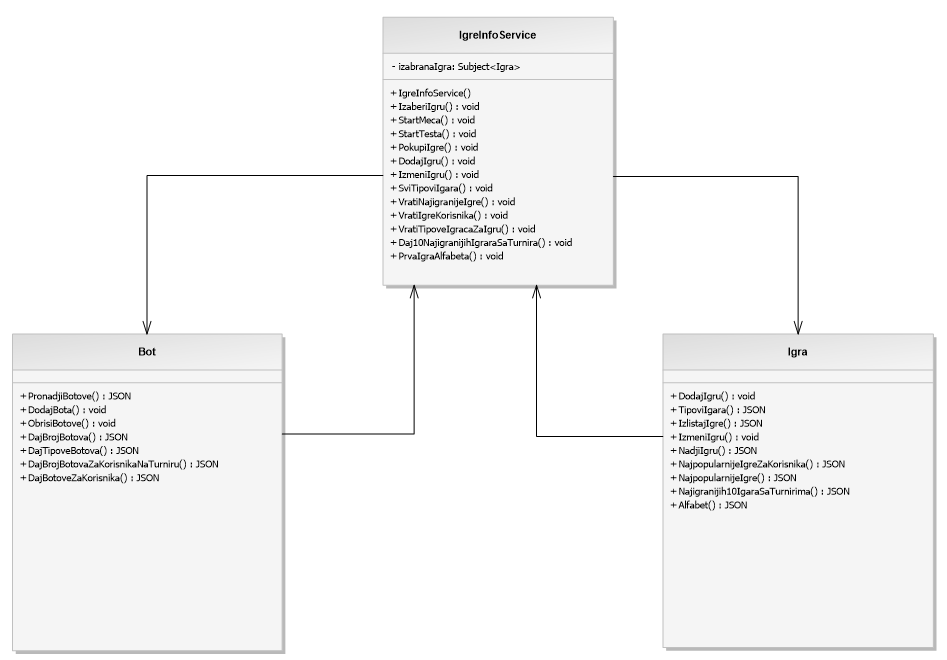 IgreInfoService
- izabranaIgra: Subject<Igra>
+ IgreInfoService()
+ IzaberiIgru() : void
+ StartMeca() : void
+ StartTesta() : void
+ PokupiIgre() : void
+ DodajIgru() : void
+ IzmeniIgru() : void
+ SviTipoviIgara() : void
+ VratiNajigranijeIgre() : void
+ VratiIgreKorisnika() : void
+ VratiTipoveIgracaZaIgru() : void
+ Daj10NajigranijihIgraraSaTurnira() : void
+ PrvaIgraAlfabeta() : void
Bot
+ PronadjiBotove() : JSON
+ DodajBota() : void
+ ObrisiBotove() : void
+ DajBrojBotova() : JSON
+ DajTipoveBotova() : JSON
+ DajBrojBotovaZaKorisnikaNaTurniru() : JSON
+ DajBotoveZaKorisnika() : JSON
Igra
+ DodajIgru() : void
+ TipoviIgara() : JSON
+ IzlistajIgre() : JSON
+ IzmeniIgru() : void
+ NadjiIgru() : JSON
+ NajpopularnijeIgreZaKorisnika() : JSON
+ NajpopularnijeIgre() : JSON
+ Najigranijih10IgaraSaTurnirima() : JSON
+ Alfabet() : JSON